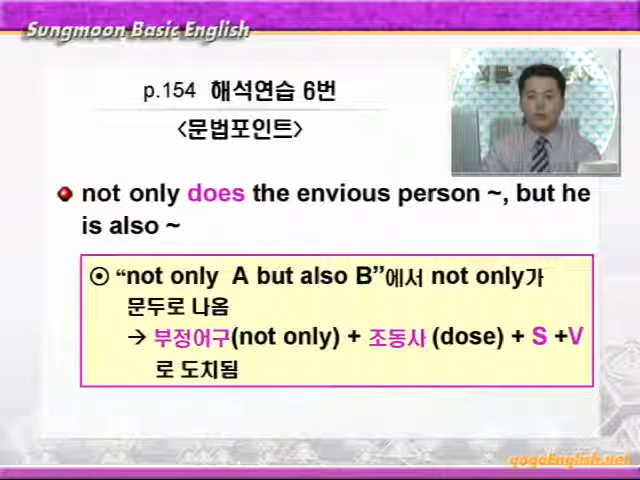 Sungmoon Basic English
p.154 해석연습 6번
<문법포인트>
not only does the envious person ~, but he
is also ~
⊙ “not only A but also B”에서 not only가
문두로 나옴
→ 부정어구(not only) + 조동사 (dose) + S +V
로 도치됨
gogoEnglish.net